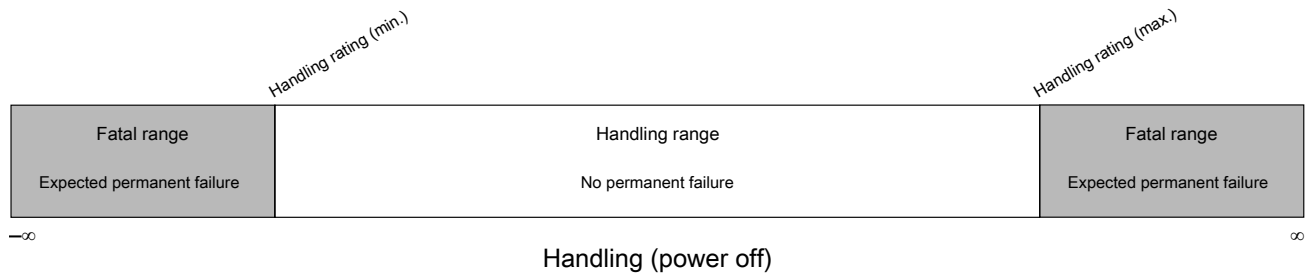 Handling rating (min.)
Handling rating (max.)
Fatal range
Expected permanent failure
Handling range
No permanent failure
Fatal range
Expected permanent failure
–∞
∞
Handling (power off)